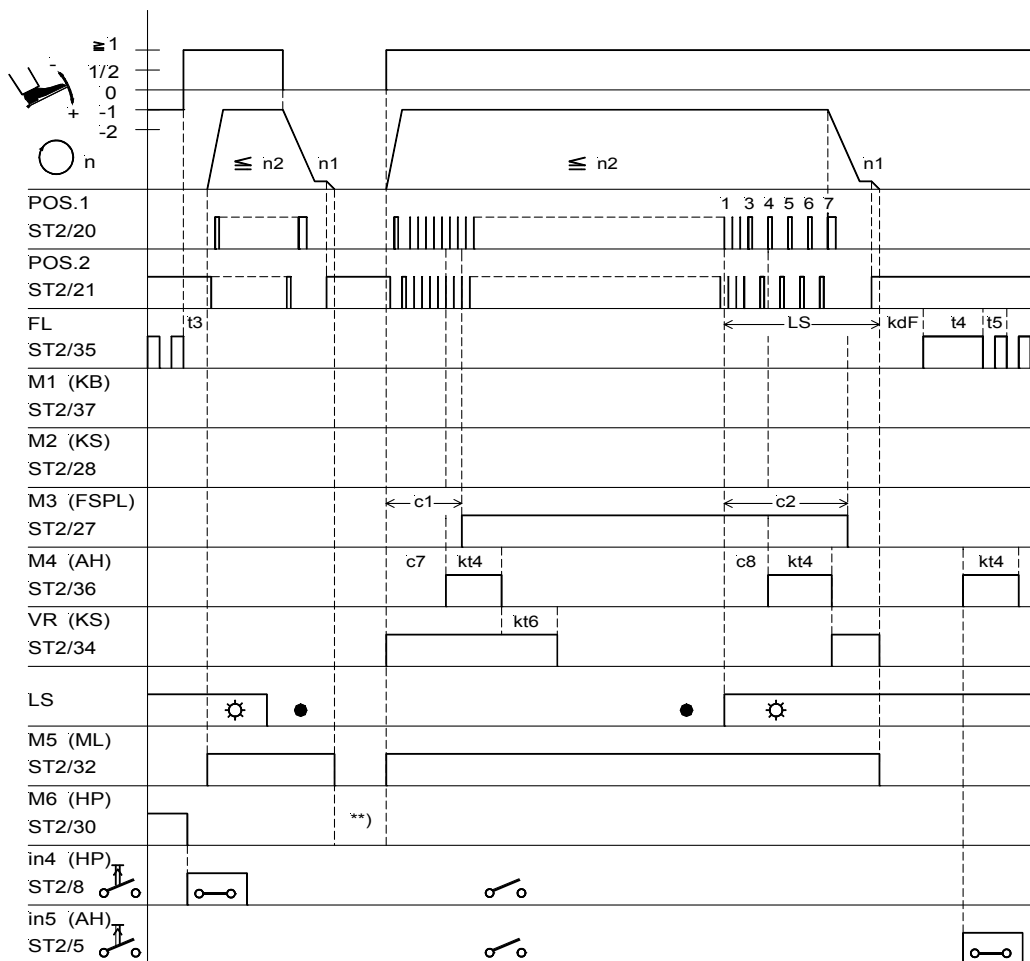 ≧1
-
1/2
0
+
-1
-2
n
≦ n2
n1
≦ n2
n1
POS.1
1 3 4 5 6 7
ST2/20
POS.2
ST2/21
FL
t3
LS
kdF
t4
t5
ST2/35
M1 (KB)
ST2/37
M2 (KS)
ST2/28
M3 (FSPL)
c1
c2
ST2/27
M4 (AH)
c7
kt4
c8
kt4
kt4
ST2/36
VR (KS)
kt6
ST2/34
LS
M5 (ML)
ST2/32
M6 (HP)
**)
ST2/30
in4 (HP)
ST2/8
in5 (AH)
ST2/5